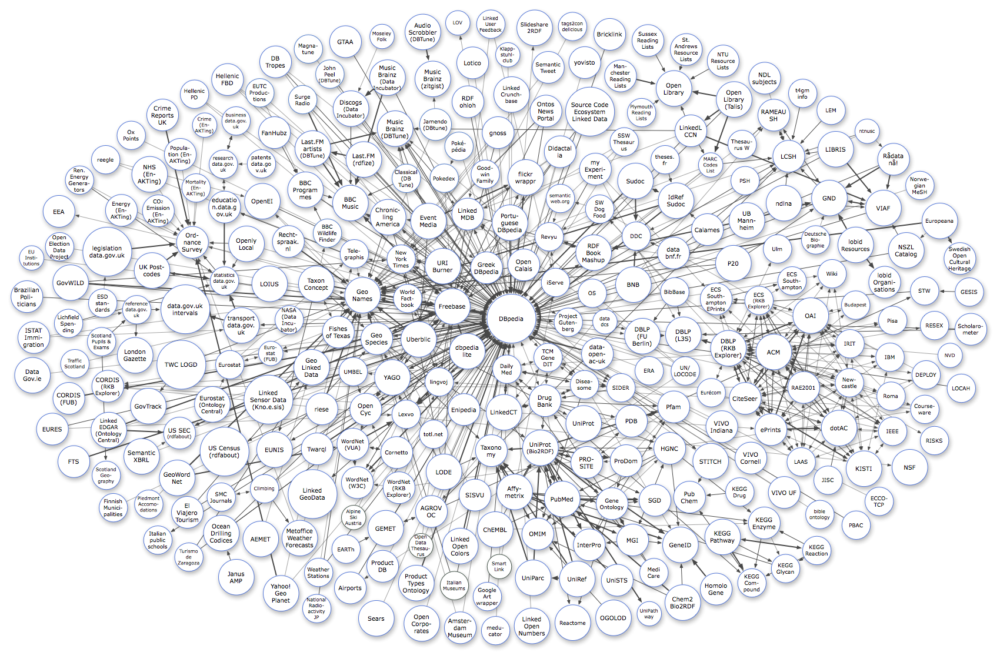 Audio
Scrobbler
(DBTune)
LOV
Linked
User
Feedback
Slideshare
2RDF
tags2con
delicious
Bricklink
Sussex
Reading
Lists
St.
Andrews
Resource
Lists
NTU
Resource
Lists
GTAA
Moseley
Folk
Magna-
tune
DB
Tropes
John
Peel
(DBTune)
Music
Brainz
(Data
Incubator)
Music
Brainz
(zitgist)
Lotico
Klapp-
stuhl-
club
Semantic
Tweet
yovisto
Man-
chester
Reading
Lists
Open
Library
NDL
subjects
t4gm
info
Hellenic
FBD
EUTC
Produc-
tions
Surge
Radio
Discogs
(Data
Incubator)
RDF
ohloh
Linked
Crunch-
base
Ontos
News
Portal
Source Code
Ecosystem
Linked Data
Plymouth
Reading
Lists
Open
Library
(Talis)
RAMEAU
SH
LEM
Hellenic
PD
Crime
Reports
UK
business
data.gov.
uk
Crime
(En-
AKTing)
Ox
Points
FanHubz
Last.FM
artists
(DBTune)
Music
Brainz
(DBTune)
Jamendo
(DBtune)
Poké-
pédia
gnoss
SSW
Thesaur
us
LinkedL
CCN
Thesau-
rus W
LIBRIS
ntnusc
reegle
Popula-
tion (En-
AKTing)
research
data.gov.
uk
patents
data.go
v.uk
Last.FM
(rdfize)
Didactal
ia
my
Experi-
ment
theses.
fr
MARC
Codes
List
LCSH
Rådata
nå!
Ren.
Energy
Genera-
tors
NHS
(En-
AKTing)
Mortality
(En-
AKTing)
BBC
Program
mes
Classical
(DB
Tune)
Pokedex
Good-
win
Family
flickr
wrappr
Sudoc
PSH
Norwe-
gian
MeSH
EEA
Energy
(En-
AKTing)
CO2
Emission
(En-
AKTing)
educatio
n.data.g
ov.uk
OpenEI
BBC
Music
Chronic-
ling
America
Event
Media
Linked
MDB
Portu-
guese
DBpedia
semantic
web.org
SW
Dog
Food
IdRef
Sudoc
UB
Mann-
heim
ndlna
GND
VIAF
Europeana
Open
Election
Data
Project
legislation
data.gov.uk
Ord-
nance
Survey
Openly
Local
Recht-
spraak.
nl
BBC
Wildlife
Finder
Revyu
DDC
Calames
Deutsche
Bio-
graphie
lobid
Resources
NSZL
Catalog
Swedish
Open
Cultural
Heritage
EU
Insti-
tutions
UK Post-
codes
Tele-
graphis
New
York
Times
URI
Burner
Greek
DBpedia
Open
Calais
RDF
Book
Mashup
data
bnf.fr
P20
Ulm
Brazilian
Poli-
ticians
GovWILD
ESD
stan-
dards
data.gov.uk
intervals
statistics
data.gov.
uk
LOIUS
Taxon
Concept
Geo
Names
World
Fact-
book
Freebase
iServe
OS
BNB
BibBase
ECS
South-
ampton
EPrints
ECS
South-
ampton
ECS
(RKB
Explorer)
Wiki
lobid
Organi-
sations
STW
GESIS
Lichfield
Spen-
ding
reference
data.gov.
uk
transport
data.gov.
uk
NASA
(Data
Incu-
bator)
Fishes
of Texas
DBpedia
Project
Guten-
berg
data
dcs
DBLP
(FU
Berlin)
DBLP
(L3S)
OAI
Budapest
Pisa
RESEX
Scholaro-
meter
ISTAT
Immi-
gration
Scotland
Pupils &
Exams
London
Gazette
TWC LOGD
Eurostat
Euro-
stat
(FUB)
Geo
Species
Uberblic
dbpedia
lite
TCM
Gene
DIT
data-
open-
ac-uk
DBLP
(RKB
Explorer)
ACM
IRIT
IBM
NVD
Traffic
Scotland
Data
Gov.ie
CORDIS
(RKB
Explorer)
Geo
Linked
Data
UMBEL
YAGO
lingvoj
Daily
Med
Disea-
some
SIDER
ERA
UN/
LOCODE
Eurécom
RAE2001
New-
castle
DEPLOY
LOCAH
CORDIS
(FUB)
GovTrack
Eurostat
(Ontology
Central)
Linked
Sensor Data
(Kno.e.sis)
riese
Open
Cyc
Lexvo
Enipedia
LinkedCT
Drug
Bank
UniProt
PDB
Pfam
CiteSeer
Roma
Course-
ware
EURES
Linked
EDGAR
(Ontology
Central)
US SEC
(rdfabout)
totl.net
VIVO
Indiana
ePrints
dotAC
IEEE
RISKS
FTS
Semantic
XBRL
US Census
(rdfabout)
EUNIS
Twarql
WordNet
(VUA)
Cornetto
Taxono
my
UniProt
(Bio2RDF)
PRO-
SITE
ProDom
HGNC
STITCH
VIVO
Cornell
LAAS
KISTI
NSF
Scotland
Geo-
graphy
GeoWord
Net
Climbing
Linked
GeoData
WordNet
(W3C)
WordNet
(RKB
Explorer)
LODE
SISVU
Affy-
metrix
PubMed
Gene
Ontology
SGD
Pub
Chem
KEGG
Drug
VIVO UF
JISC
ECCO-
TCP
Finnish
Munici-
palities
Piedmont
Accomo-
dations
El
Viajero
Tourism
SMC
Journals
Alpine
Ski
Austria
AGROV
OC
bible
ontology
PBAC
Italian
public
schools
Ocean
Drilling
Codices
AEMET
Metoffice
Weather
Forecasts
GEMET
Open
Data
Thesau-
rus
Linked
Open
Colors
ChEMBL
OMIM
InterPro
MGI
GeneID
KEGG
Pathway
KEGG
Enzyme
KEGG
Reaction
Turismo
de
Zaragoza
Janus
AMP
EARTh
Weather
Stations
Product
DB
Smart
Link
Medi
Care
KEGG
Glycan
KEGG
Com-
pound
Yahoo!
Geo
Planet
Airports
Product
Types
Ontology
Italian
Museums
Google
Art
wrapper
UniParc
UniRef
UniSTS
Homolo
Gene
Chem2
Bio2RDF
National
Radio-
activity
JP
Sears
Open
Corpo-
rates
Amster-
dam
Museum
medu-
cator
Linked
Open
Numbers
Reactome
OGOLOD
UniPath
way